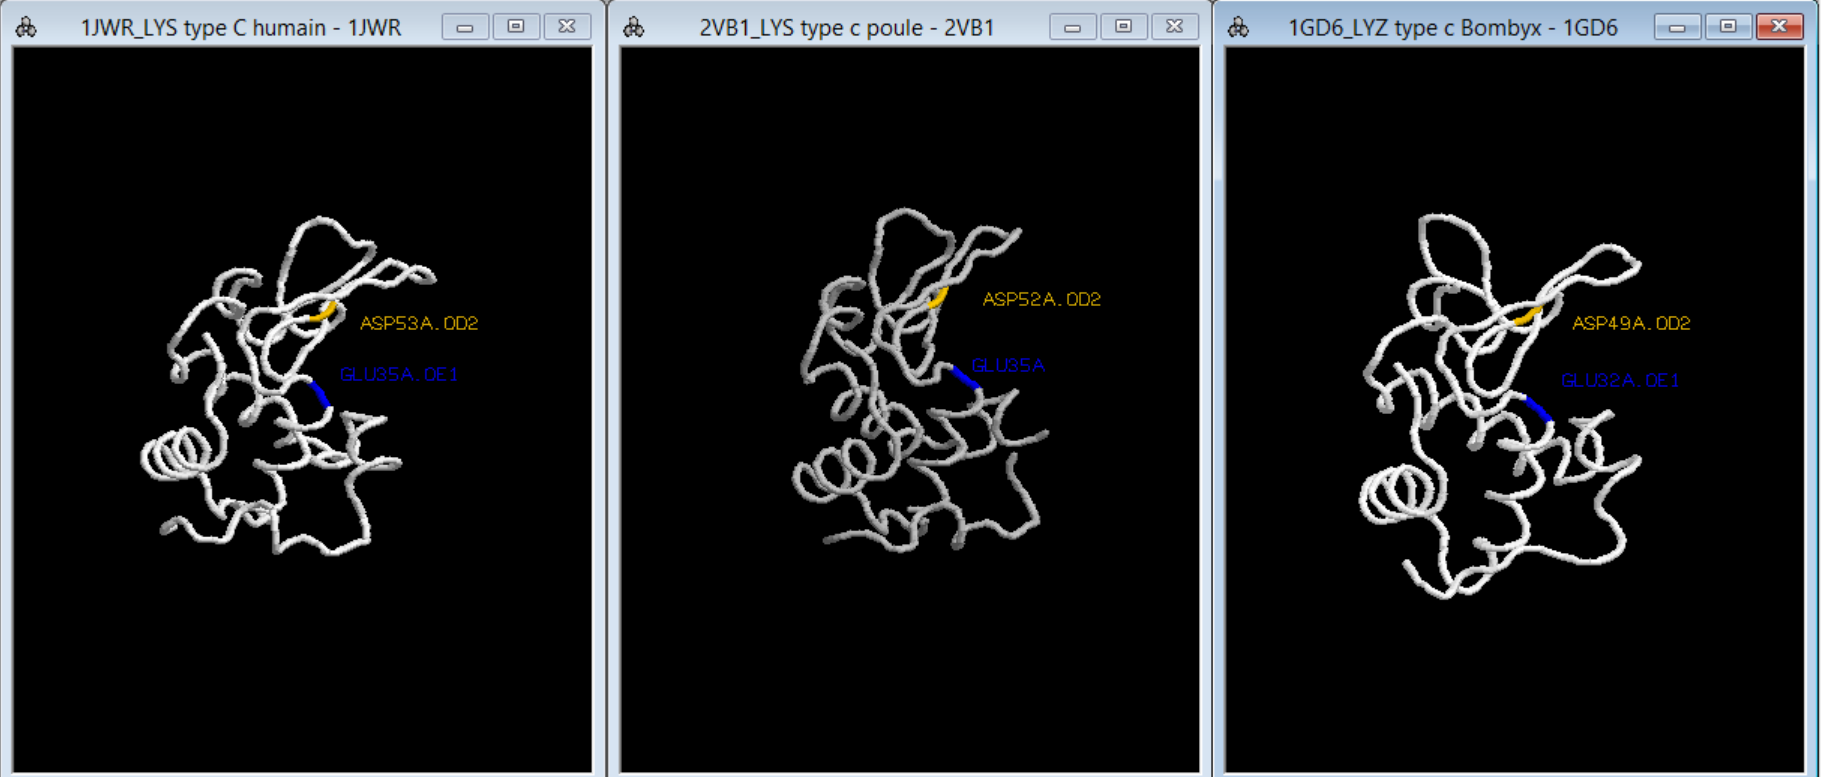 1JWR_LYS type C humain - 1JWR
ASP53A.OD2
GLU35A.OE1
2VB1_LYS type c poule - 2VB1
ASP52A.OD2
GLU35A
1GD6_LYZ type c Bombyx - 1GD6
ASP49A.OD2
GLU32A.OE1